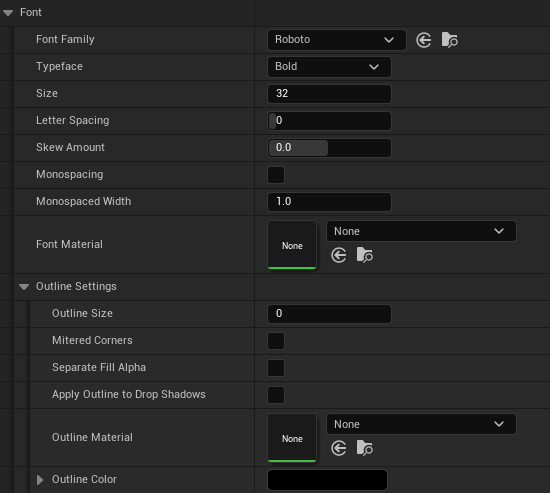 Font
Font Family Roboto
Typeface Bold
Size 32
Letter Spacing 0
Skew Amount 0.0
Monospacing
Monospaced Width 1.0
Font Material None None
Outline Settings
Outline Size 0
Mitered Corners
Separate Fill Alpha
Apply Outline to Drop Shadows
Outline Material None None
Outline Color